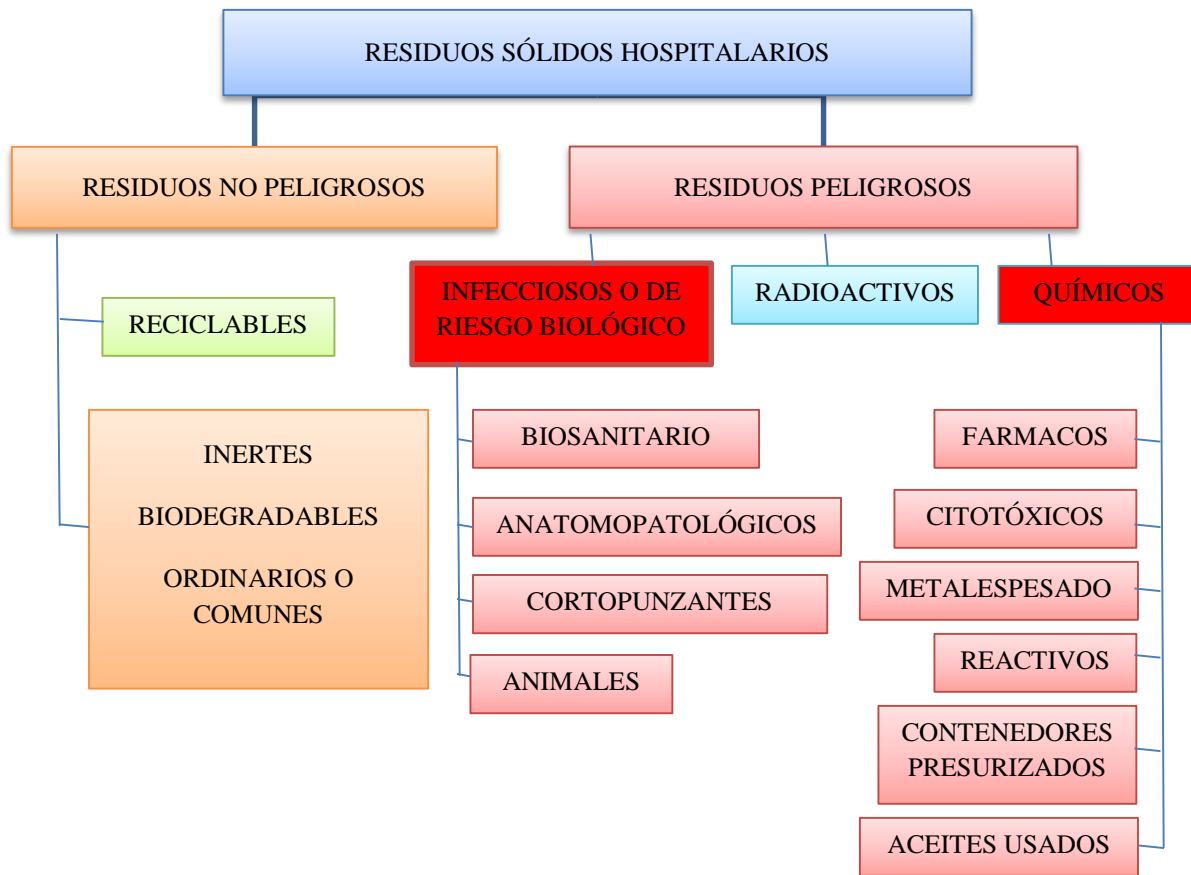 RESIDUOS SÓLIDOS HOSPITALARIOS
RESIDUOS NO PELIGROSOS
RESIDUOS PELIGROSOS
RECICLABLES
INERTES
BIODEGRADABLES
ORDINARIOS O
COMUNES
INFECCIOSOS O DE
RIESGO BIOLÓGICO
RADIOACTIVOS
QUÍMICOS
BIOSANITARIO
ANATOMOPATOLÓGICOS
CORTOPUNZANTES
ANIMALES
FARMACOS
CITOTÓXICOS
METALESPESADO
REACTIVOS
CONTENEDORES
PRESURIZADOS
ACEITES USADOS